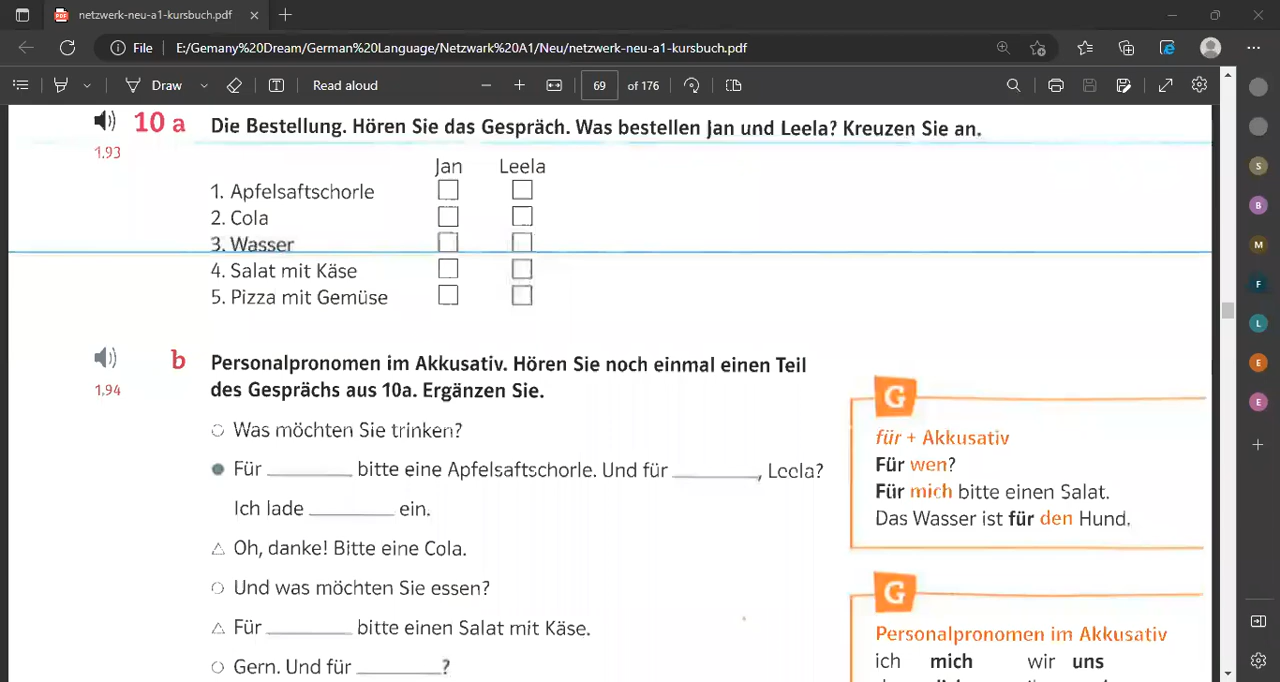 netzwerk-neu-a1-kursbuch.pdf
File E:/Gemany%20Dream/German%20Language/Netzwark%20A1/Neu/netzwerk-neu-a1-kursbuch.pdf
Draw Read aloud 69 of 176
10 a Die Bestellung. Hören Sie das Gespräch. Was bestellen Jan und Leela? Kreuzen Sie an.
1.93
Jan Leela
1. Apfelsaftschorle
2. Cola
3. Wasser
4. Salat mit Käse
5. Pizza mit Gemüse
b Personalpronomen im Akkusativ. Hören Sie noch einmal einen Teil
1.94
des Gesprächs aus 10a. Ergänzen Sie.
Was möchten Sie trinken?
Für ________ bitte eine Apfelsaftschorle. Und für ________, Leela?
Ich lade ________ ein.
Oh, danke! Bitte eine Cola.
Und was möchten Sie essen?
Für ________ bitte einen Salat mit Käse.
Gern. Und für ________?
G
für + Akkusativ
Für wen?
Für mich bitte einen Salat.
Das Wasser ist für den Hund.
G
Personalpronomen im Akkusativ
ich mich wir uns
S
B
M
F
L
E
E